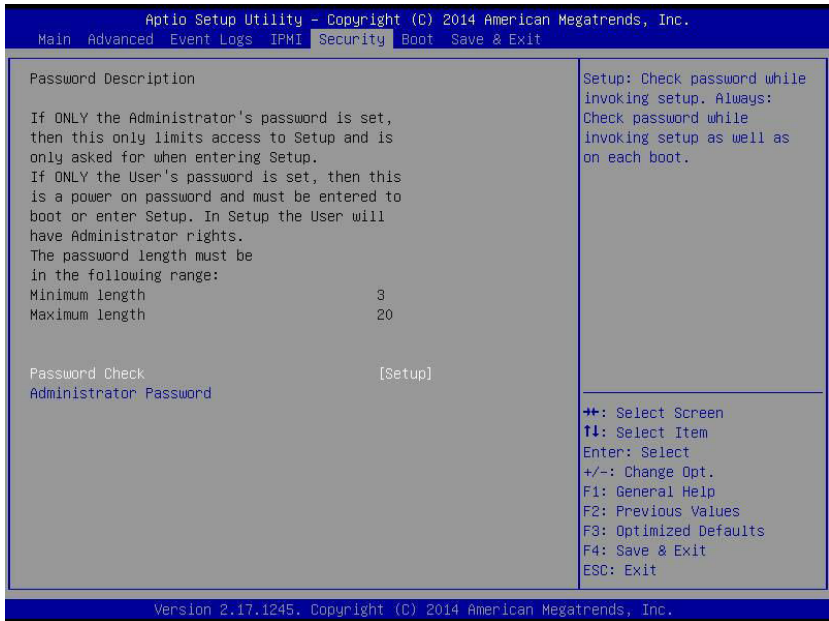 Aptio Setup Utility – Copyright (C) 2014 American Megatrends, Inc.
Main Advanced Event Logs IPMI Security Boot Save & Exit
Password Description
If ONLY the Administrator's password is set,
then this only limits access to Setup and is
only asked for when entering Setup.
If ONLY the User's password is set, then this
is a power on password and must be entered to
boot or enter Setup. In Setup the User will
have Administrator rights.
The password length must be
in the following range:
Minimum length 3
Maximum length 20
Password Check [Setup]
Administrator Password
Setup: Check password while
invoking setup. Always:
Check password while
invoking setup as well as
on each boot.
→←: Select Screen
↑↓: Select Item
Enter: Select
+/-: Change Opt.
F1: General Help
F2: Previous Values
F3: Optimized Defaults
F4: Save & Exit
ESC: Exit
Version 2.17.1245. Copyright (C) 2014 American Megatrends, Inc.